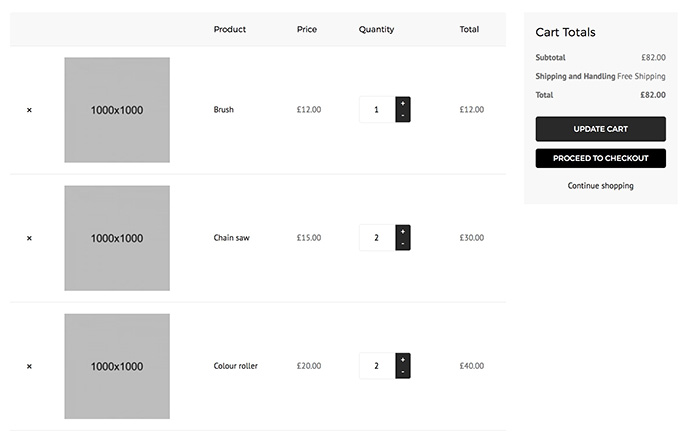 Product Price Quantity Total
× 1000x1000 Brush £12.00 1 + - £12.00
× 1000x1000 Chain saw £15.00 2 + - £30.00
× 1000x1000 Colour roller £20.00 2 + - £40.00
Cart Totals
Subtotal £82.00
Shipping and Handling Free Shipping
Total £82.00
UPDATE CART
PROCEED TO CHECKOUT
Continue shopping